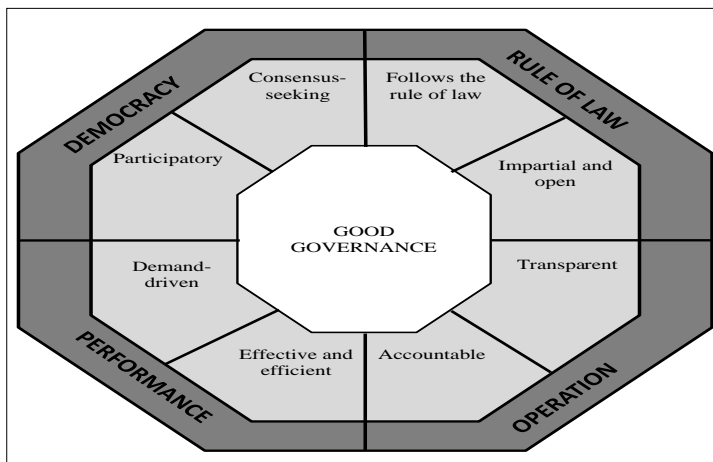 DEMOCRACY
RULE OF LAW
Consensus-
seeking
Follows the
rule of law
Participatory
Impartial and
open
GOOD
GOVERNANCE
Demand-
driven
Transparent
Effective and
efficient
Accountable
PERFORMANCE
OPERATION